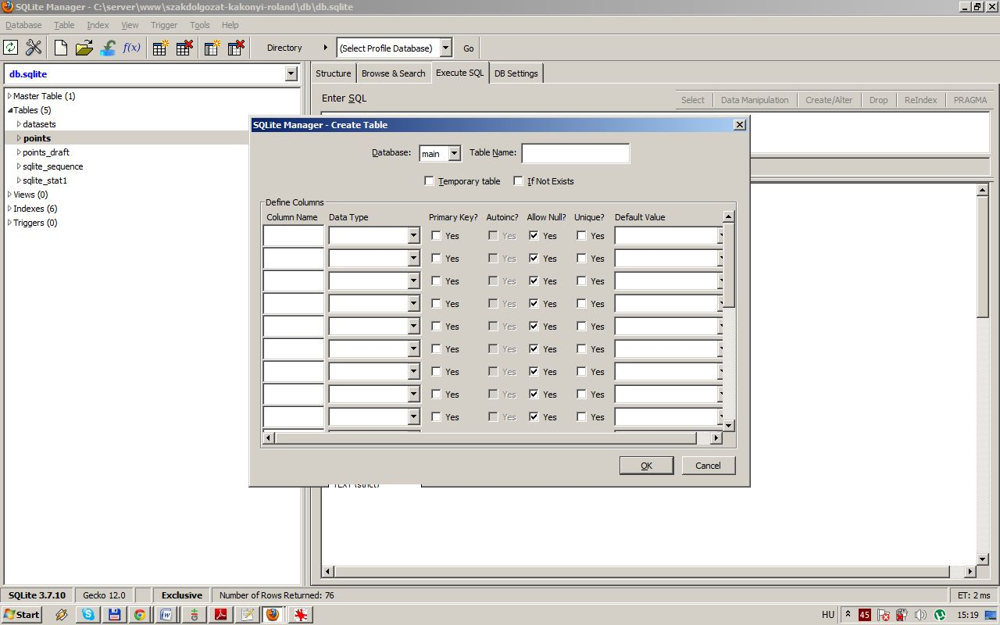 SQLite Manager - C:\server\www\szakdolgozat-kakonyi-roland\db\db.sqlite
Database Table Index View Trigger Tools Help
f(x) Directory (Select Profile Database) Go
db.sqlite
Master Table (1)
Tables (5)
datasets
points
points_draft
sqlite_sequence
sqlite_stat1
Views (0)
Indexes (6)
Triggers (0)
Structure Browse & Search Execute SQL DB Settings
Enter SQL
Select Data Manipulation Create/Alter Drop ReIndex PRAGMA
SQLite Manager - Create Table
Database: main Table Name:
Temporary table If Not Exists
Define Columns
Column Name Data Type Primary Key? Autoinc? Allow Null? Unique? Default Value
Yes Yes Yes Yes
Yes Yes Yes Yes
Yes Yes Yes Yes
Yes Yes Yes Yes
Yes Yes Yes Yes
Yes Yes Yes Yes
Yes Yes Yes Yes
Yes Yes Yes Yes
Yes Yes Yes Yes
OK Cancel
TEXT (strict)
SQLite 3.7.10 Gecko 12.0 Exclusive Number of Rows Returned: 76 ET: 2 ms
Start HU 45 15:19